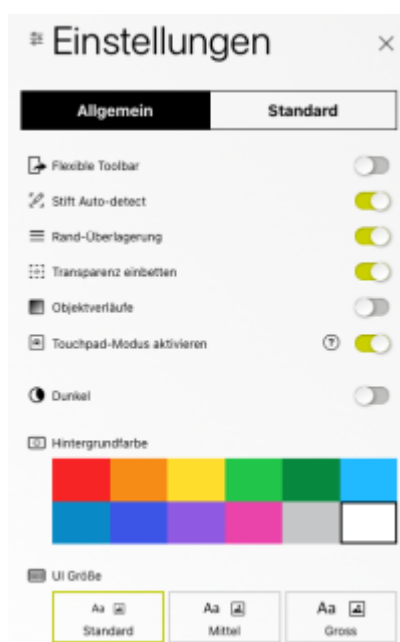 Einstellungen
Allgemein Standard
Flexible Toolbar
Stift Auto-detect
Rand-Überlagerung
Transparenz einbetten
Objektverläufe
Touchpad-Modus aktivieren ?
Dunkel
Hintergrundfarbe
UI Größe
Aa Aa Aa
Standard Mittel Gross